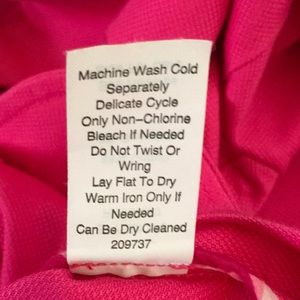 Machine Wash Cold
Separately
Delicate Cycle
Only Non-Chlorine
Bleach If Needed
Do Not Twist Or
Wring
Lay Flat To Dry
Warm Iron Only If
Needed
Can Be Dry Cleaned
209737